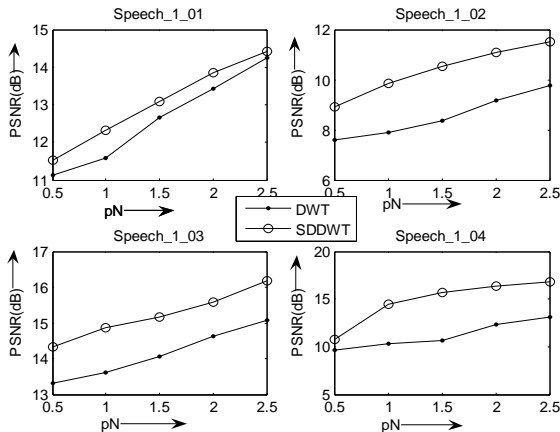 Speech_1_01
15
14
13
12
11
PSNR(dB)
0.5 1 1.5 2 2.5
pN
Speech_1_02
12
10
8
6
PSNR(dB)
0.5 1 1.5 2 2.5
pN
DWT
SDDWT
Speech_1_03
17
16
15
14
13
PSNR(dB)
0.5 1 1.5 2 2.5
pN
Speech_1_04
20
15
10
5
PSNR(dB)
0.5 1 1.5 2 2.5
pN